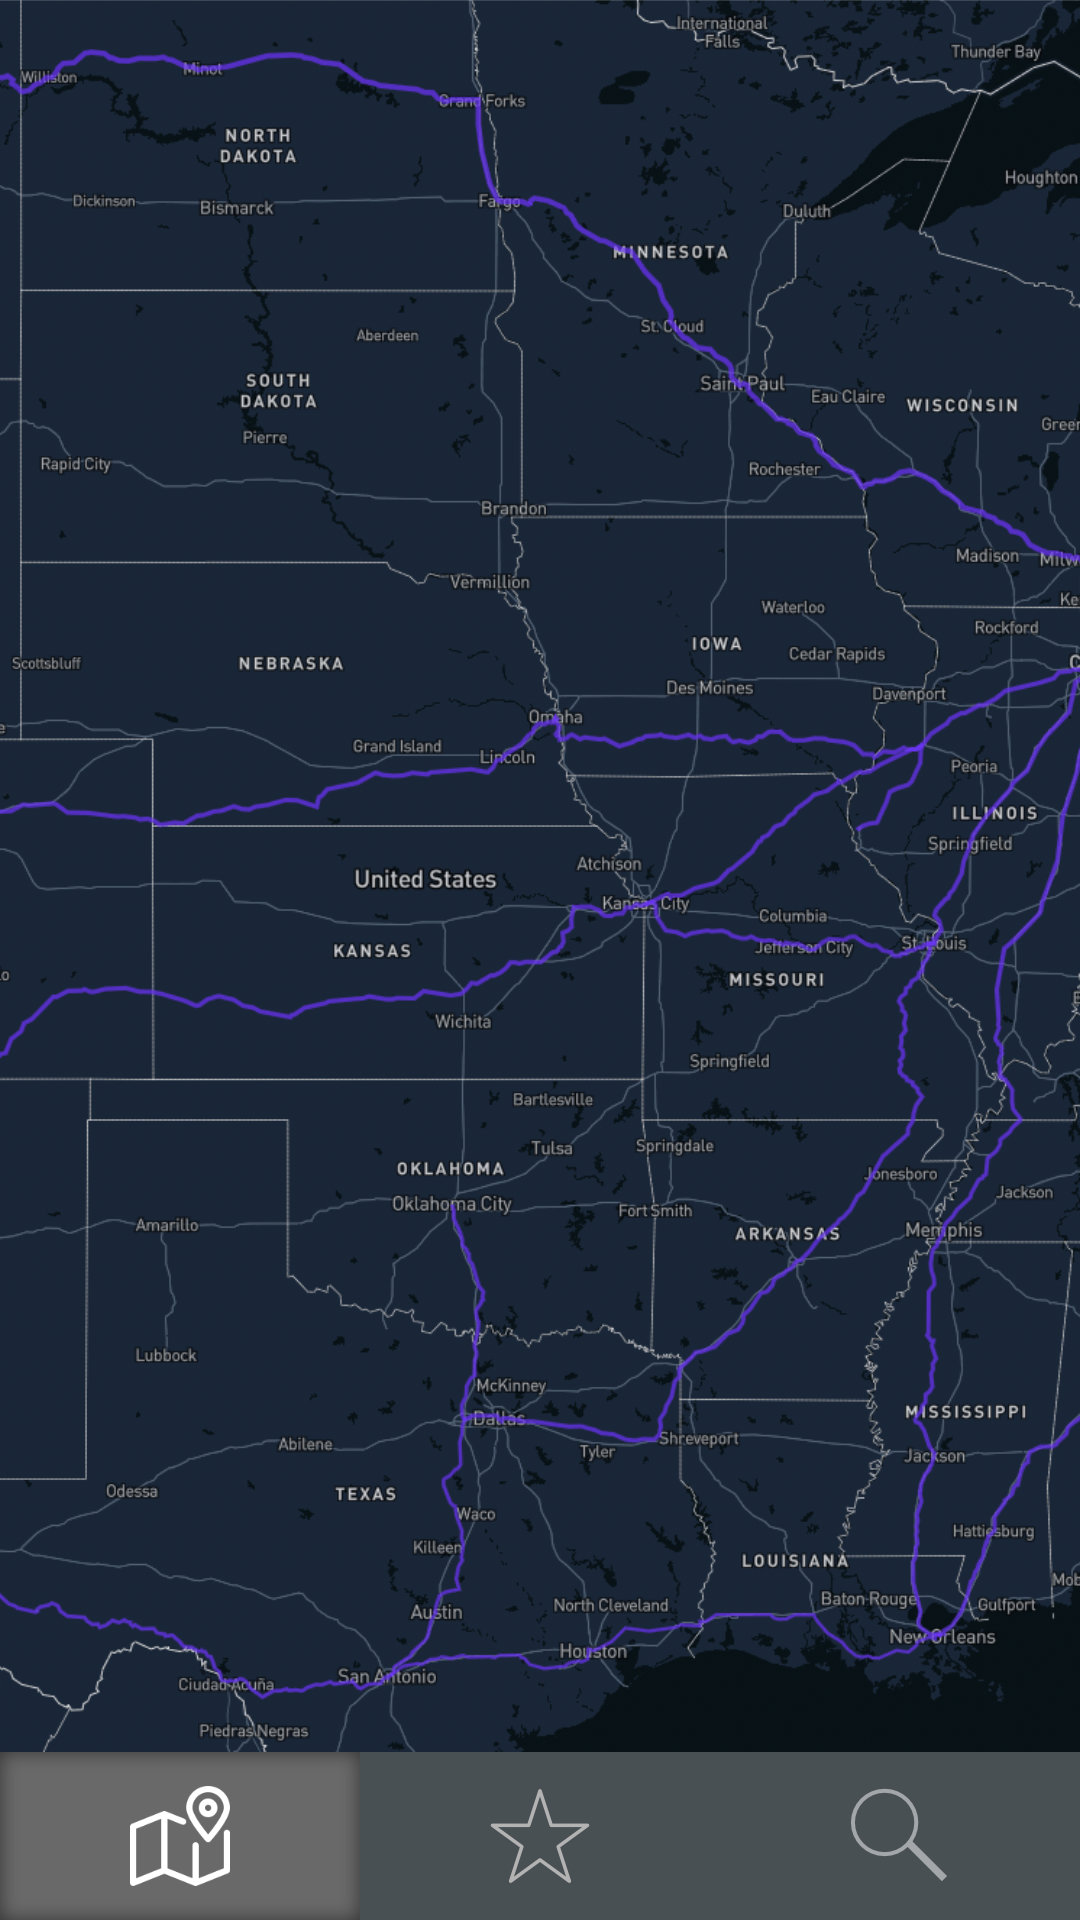 International
Falls
Thunder Bay
Williston
Minot
Grand Forks
NORTH
DAKOTA
Houghton
Dickinson
Bismarck
Fargo
Duluth
MINNESOTA
St. Cloud
Aberdeen
SOUTH
DAKOTA
Saint Paul
Eau Claire
WISCONSIN
Green
Pierre
Rapid City
Rochester
Brandon
Madison
Milw
Vermillion
Ke
Waterloo
Rockford
IOWA
Cedar Rapids
Scottsbluff
NEBRASKA
C
Des Moines
Davenport
Omaha
e
Grand Island
Lincoln
Peoria
ILLINOIS
Springfield
Atchison
United States
Kansas City
Columbia
Jefferson City
St. Louis
KANSAS
lo
MISSOURI
E
Wichita
Springfield
Bartlesville
Tulsa
Springdale
OKLAHOMA
Jonesboro
Jackson
Oklahoma City
Fort Smith
Amarillo
ARKANSAS
Memphis
Lubbock
McKinney
Dallas
MISSISSIPPI
Abilene
Tyler
Shreveport
Jackson
Odessa
TEXAS
Waco
Hattiesburg
Killeen
LOUISIANA
Mob
Baton Rouge
Gulfport
Austin
North Cleveland
New Orleans
Houston
San Antonio
Ciudad Acuña
Piedras Negras